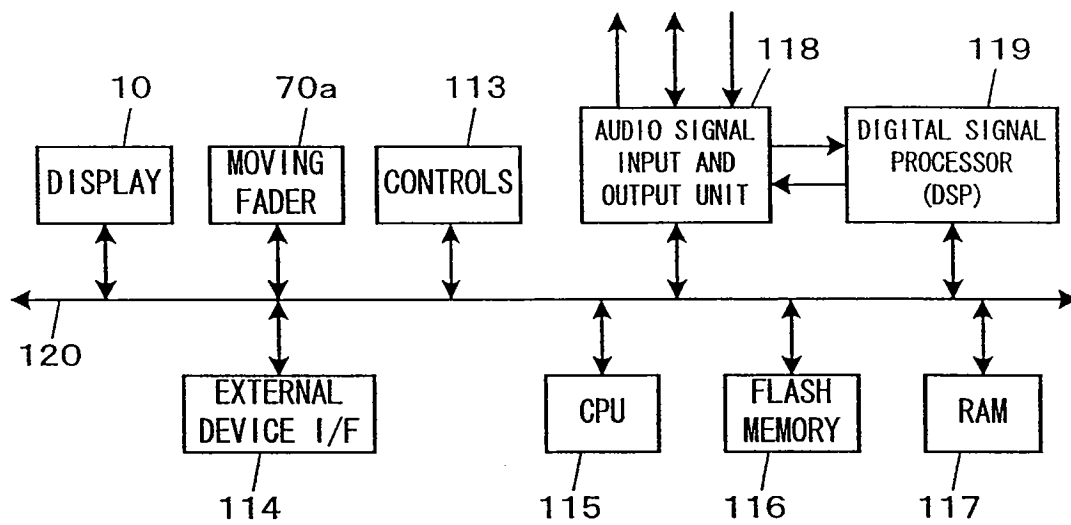 10
70a
113
118
119
DISPLAY
MOVING
FADER
CONTROLS
AUDIO SIGNAL
INPUT AND
OUTPUT UNIT
DIGITAL SIGNAL
PROCESSOR
(DSP)
120
EXTERNAL
DEVICE I/F
CPU
FLASH
MEMORY
RAM
114
115
116
117